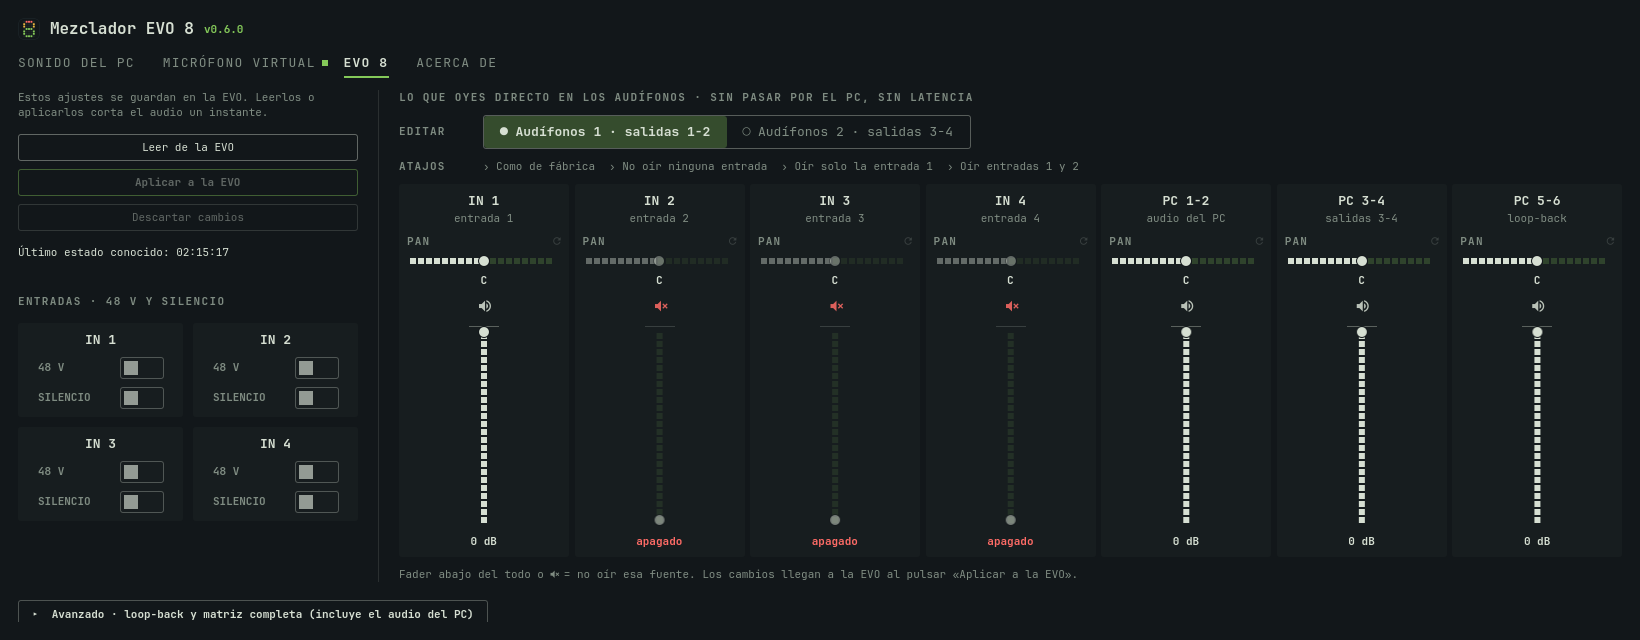 Mezclador EVO 8 v0.6.0
SONIDO DEL PC MICRÓFONO VIRTUAL EVO 8 ACERCA DE
Estos ajustes se guardan en la EVO. Leerlos o
aplicarlos corta el audio un instante.
Leer de la EVO
Aplicar a la EVO
Descartar cambios
Último estado conocido: 02:15:17
ENTRADAS · 48 V Y SILENCIO
IN 1
48 V
SILENCIO
IN 2
48 V
SILENCIO
IN 3
48 V
SILENCIO
IN 4
48 V
SILENCIO
LO QUE OYES DIRECTO EN LOS AUDÍFONOS · SIN PASAR POR EL PC, SIN LATENCIA
EDITAR Audífonos 1 · salidas 1-2 Audífonos 2 · salidas 3-4
ATAJOS › Como de fábrica › No oír ninguna entrada › Oír solo la entrada 1 › Oír entradas 1 y 2
IN 1
entrada 1
PAN
C
0 dB
IN 2
entrada 2
PAN
C
apagado
IN 3
entrada 3
PAN
C
apagado
IN 4
entrada 4
PAN
C
apagado
PC 1-2
audio del PC
PAN
C
0 dB
PC 3-4
salidas 3-4
PAN
C
0 dB
PC 5-6
loop-back
PAN
C
0 dB
Fader abajo del todo o = no oír esa fuente. Los cambios llegan a la EVO al pulsar «Aplicar a la EVO».
▸ Avanzado · loop-back y matriz completa (incluye el audio del PC)